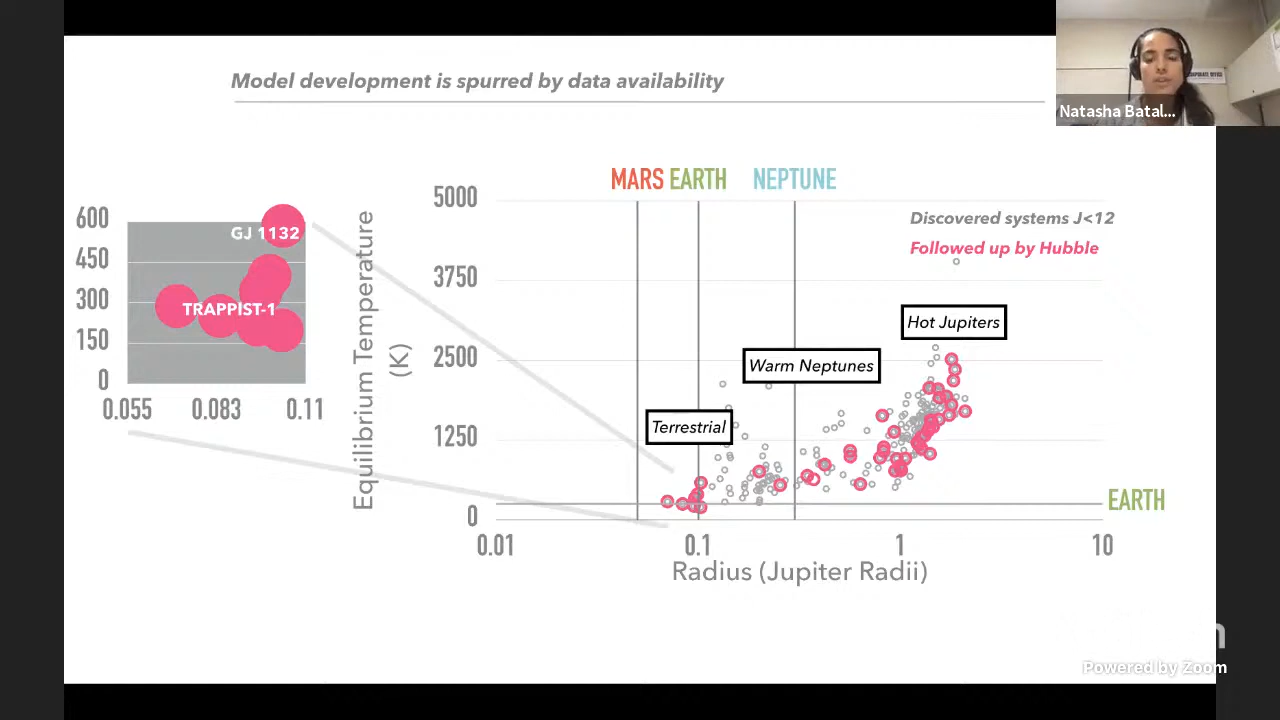 Model development is spurred by data availability
CORPORATE OFFICE
Natasha Batal...
MARS EARTH NEPTUNE
5000
3750
2500
1250
0
Equilibrium Temperature
(K)
Discovered systems J<12
Followed up by Hubble
Hot Jupiters
Warm Neptunes
Terrestrial
EARTH
0.01
0.1
1
10
Radius (Jupiter Radii)
600
450
300
150
0
GJ 1132
TRAPPIST-1
0.055
0.083
0.11
Powered by Zoom